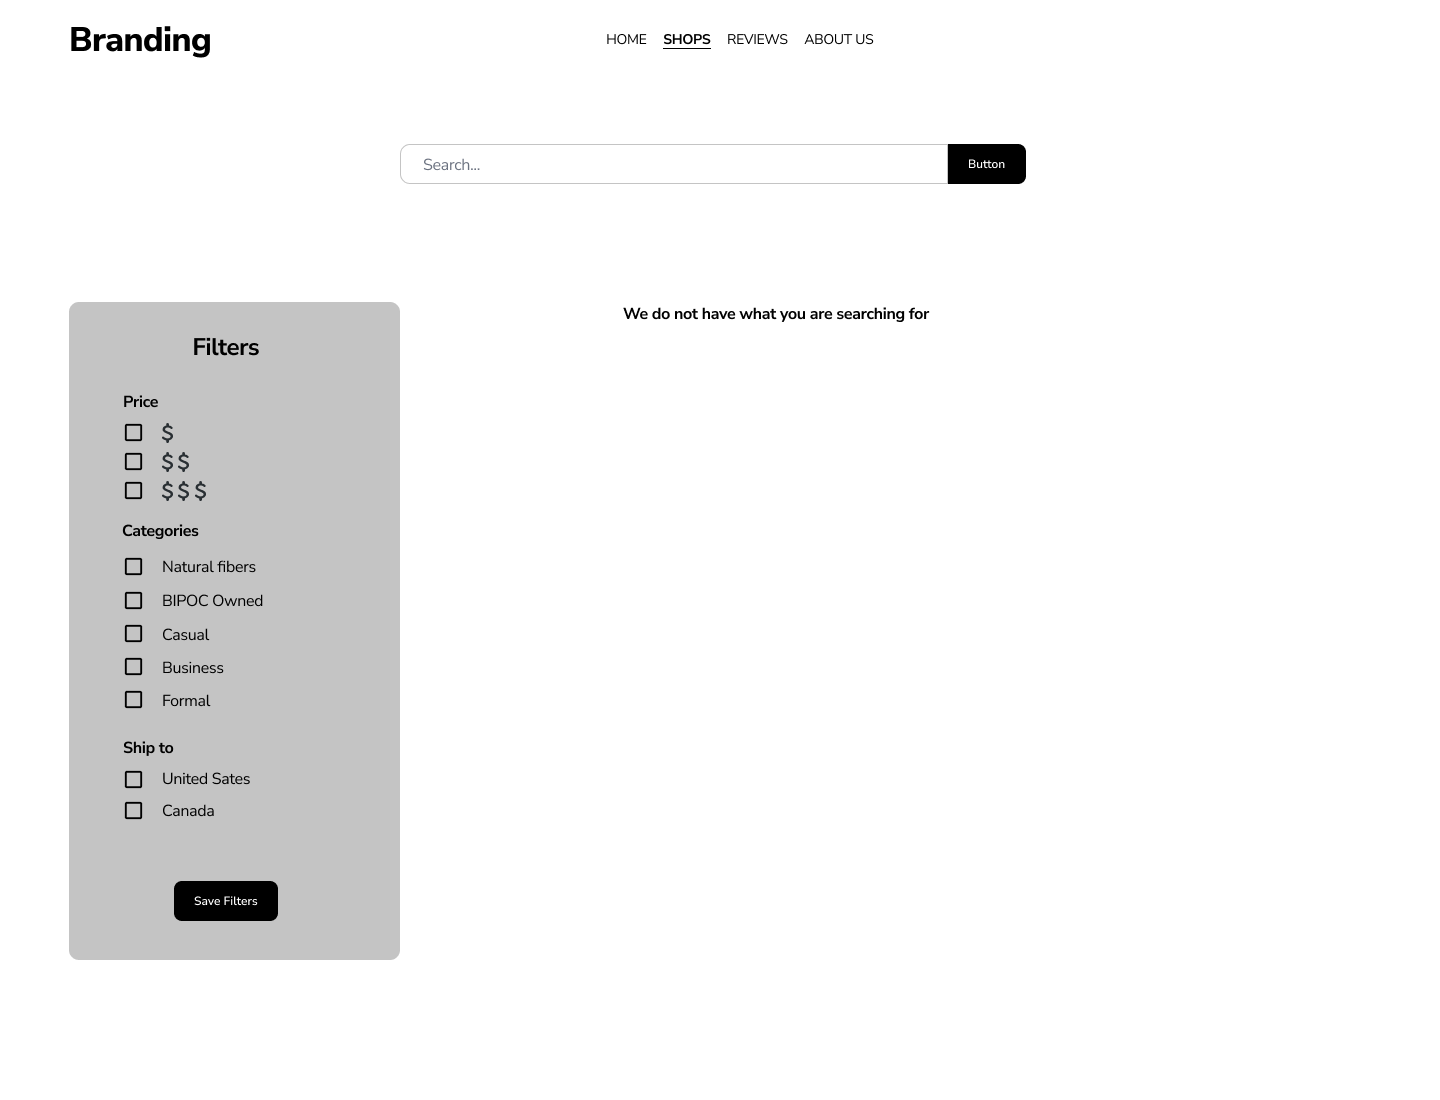 Branding
HOME SHOPS REVIEWS ABOUT US
Search...
Button
We do not have what you are searching for
Filters
Price
$
$$
$$$
Categories
Natural fibers
BIPOC Owned
Casual
Business
Formal
Ship to
United Sates
Canada
Save Filters